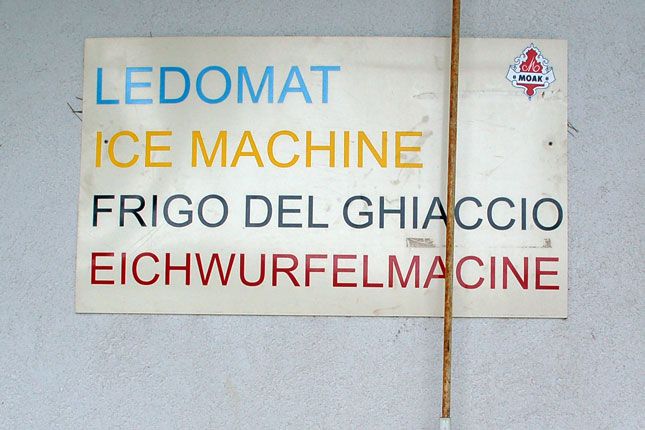 LEDOMAT
MOAK
ICE MACHINE
FRIGO DEL GHIACCIO
EICHWURFELMACINE